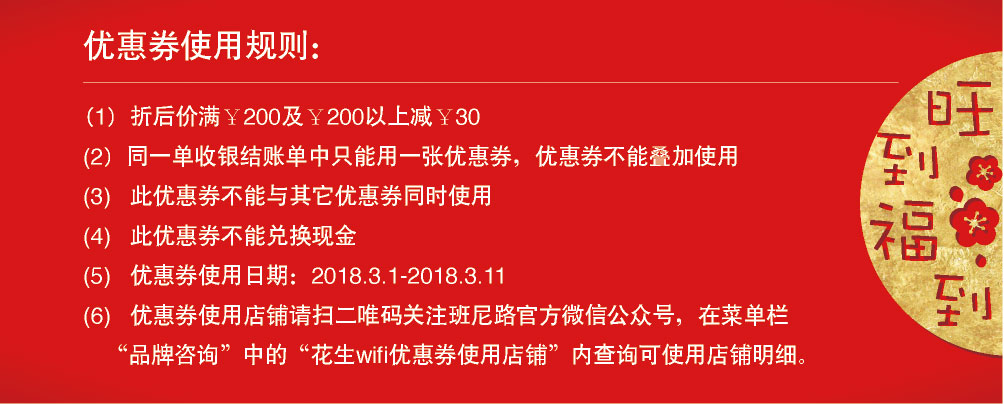 优惠券使用规则：
（1）折后价满￥200及￥200以上减￥30
(2）同一单收银结账单中只能用一张优惠券，优惠券不能叠加使用
(3) 此优惠券不能与其它优惠券同时使用
(4) 此优惠券不能兑换现金
(5) 优惠券使用日期：2018.3.1-2018.3.11
(6) 优惠券使用店铺请扫二唯码关注班尼路官方微信公众号，在菜单栏
“品牌咨询”中的“花生wifi优惠券使用店铺”内查询可使用店铺明细。
旺到
福到